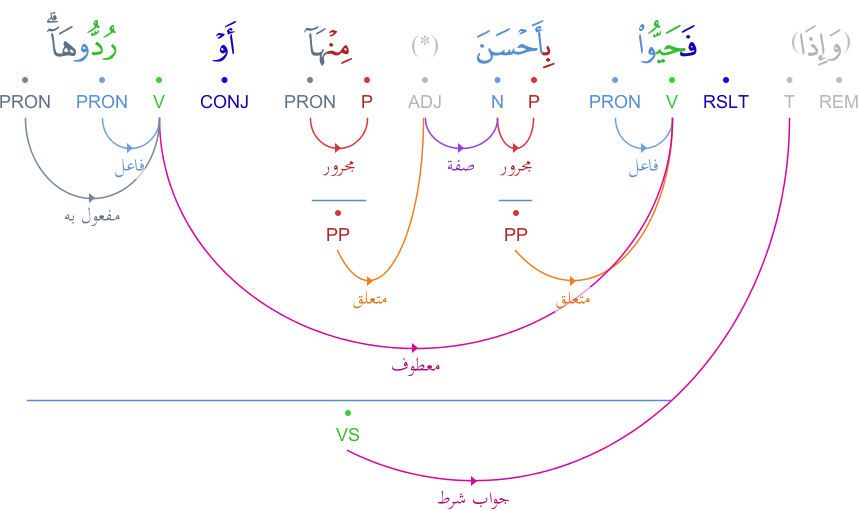 (وَإِذَا) فَحَيُّوا۟ بِأَحْسَنَ (*) مِنْهَآ أَوْ رُدُّوهَآ ۗ
REM T RSLT V PRON P N ADJ P PRON CONJ V PRON PRON
فاعل مجرور صفة مجرور فاعل
مفعول به
PP PP
متعلق متعلق
معطوف
VS
جواب شرط